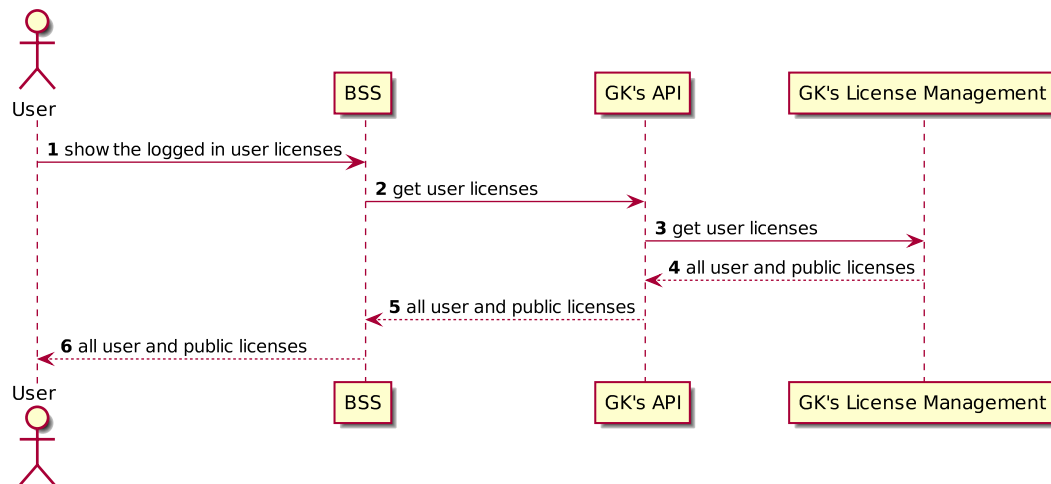 User
BSS
GK's API
GK's License Management
1 show the logged in user licenses
2 get user licenses
3 get user licenses
4 all user and public licenses
5 all user and public licenses
6 all user and public licenses
User
BSS
GK's API
GK's License Management